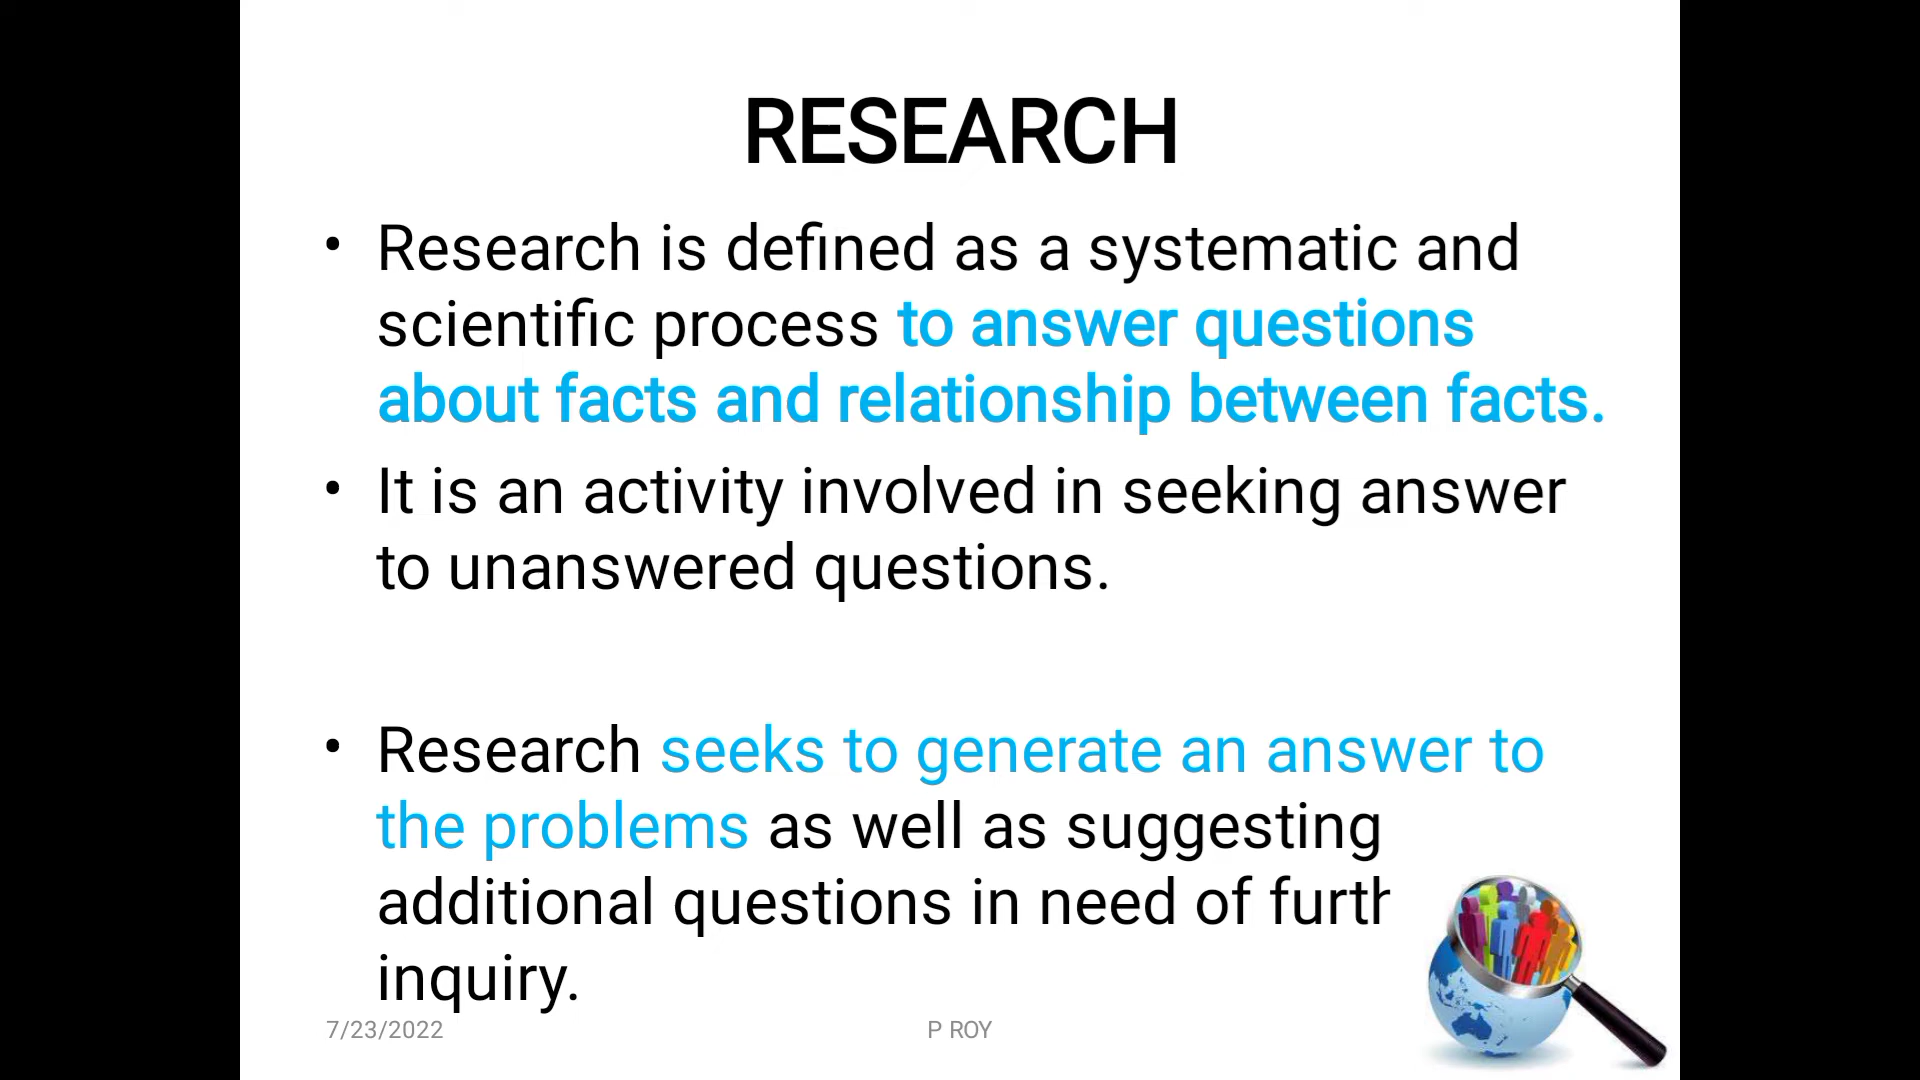 RESEARCH
• Research is defined as a systematic and
scientific process to answer questions
about facts and relationship between facts.
• It is an activity involved in seeking answer
to unanswered questions.
• Research seeks to generate an answer to
the problems as well as suggesting
additional questions in need of furth
inquiry.
7/23/2022
P ROY